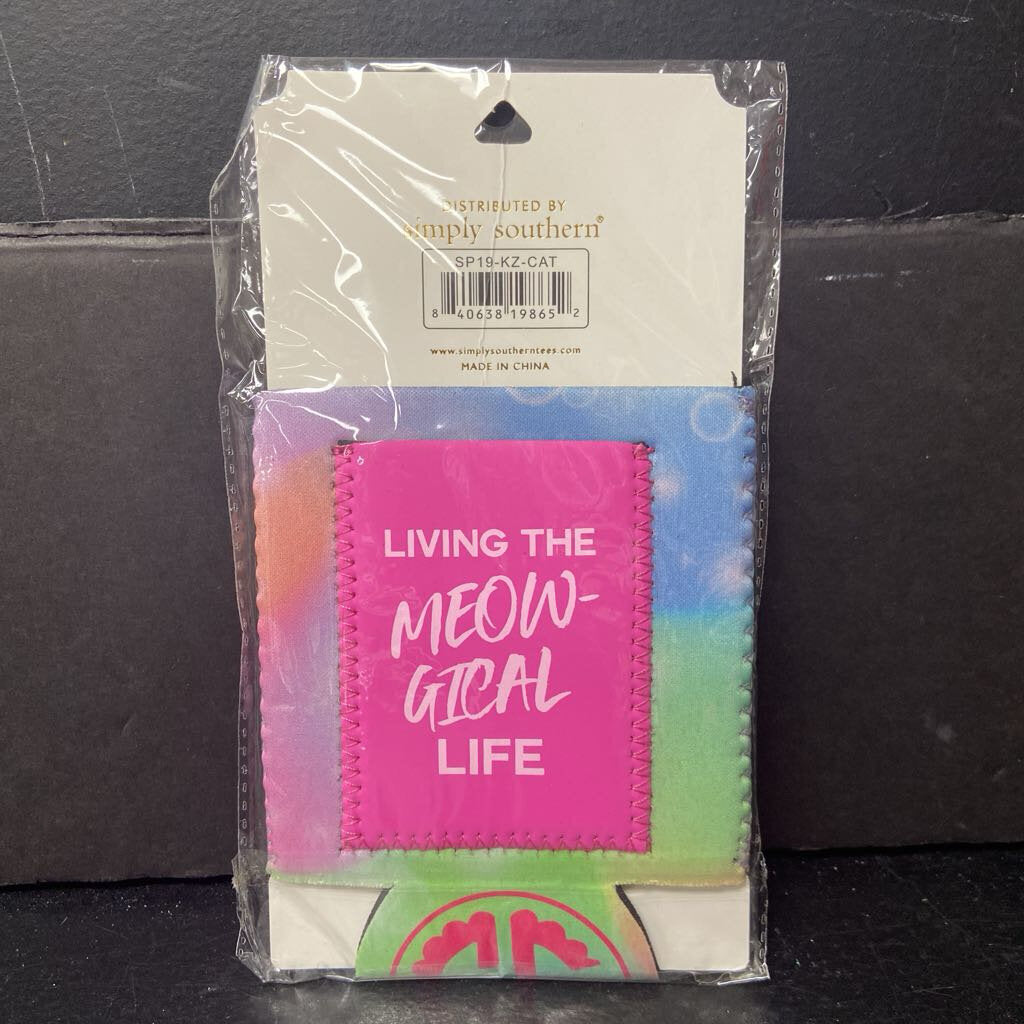 DISTRIBUTED BY
simply southern®
SP19-KZ-CAT
8 40638 19865 2
www.simplysoutherntees.com
MADE IN CHINA
LIVING THE
MEOW-
GICAL
LIFE